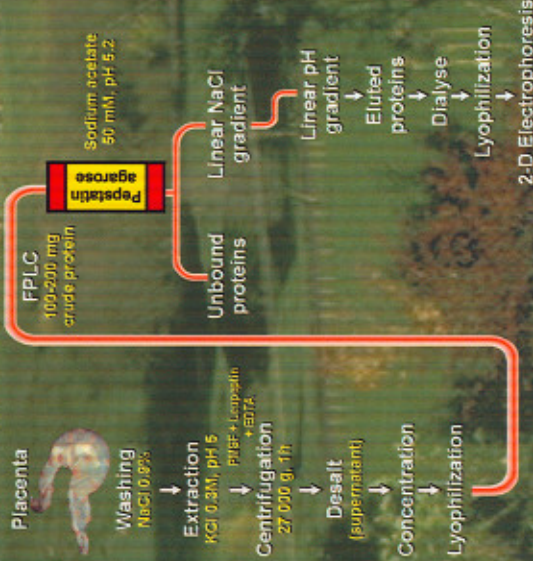 Placenta
Washing
NaCl 0.9%
Extraction
KCl 0.3M, pH 5
PMSF + Leupeptin
+ EDTA
Centrifugation
27 000 g, 1h
Desalt
(supernatant)
Concentration
Lyophilization
FPLC
100-200 mg
crude protein
Pepstatin
agarose
Sodium acetate
50 mM, pH 5.2
Unbound
proteins
Linear NaCl
gradient
Linear pH
gradient
Eluted
proteins
Dialyse
Lyophilization
2-D Electrophoresis